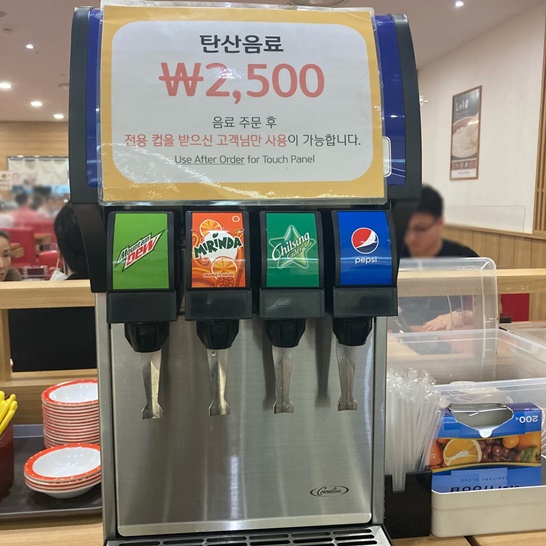 탄산음료
₩2,500
음료 주문 후
전용 컵을 받으신 고객님만 사용이 가능합니다.
Use After Order for Touch Panel
Mountain DEW
MIRINDA
Chilsung
pepsi
Cornelius
200